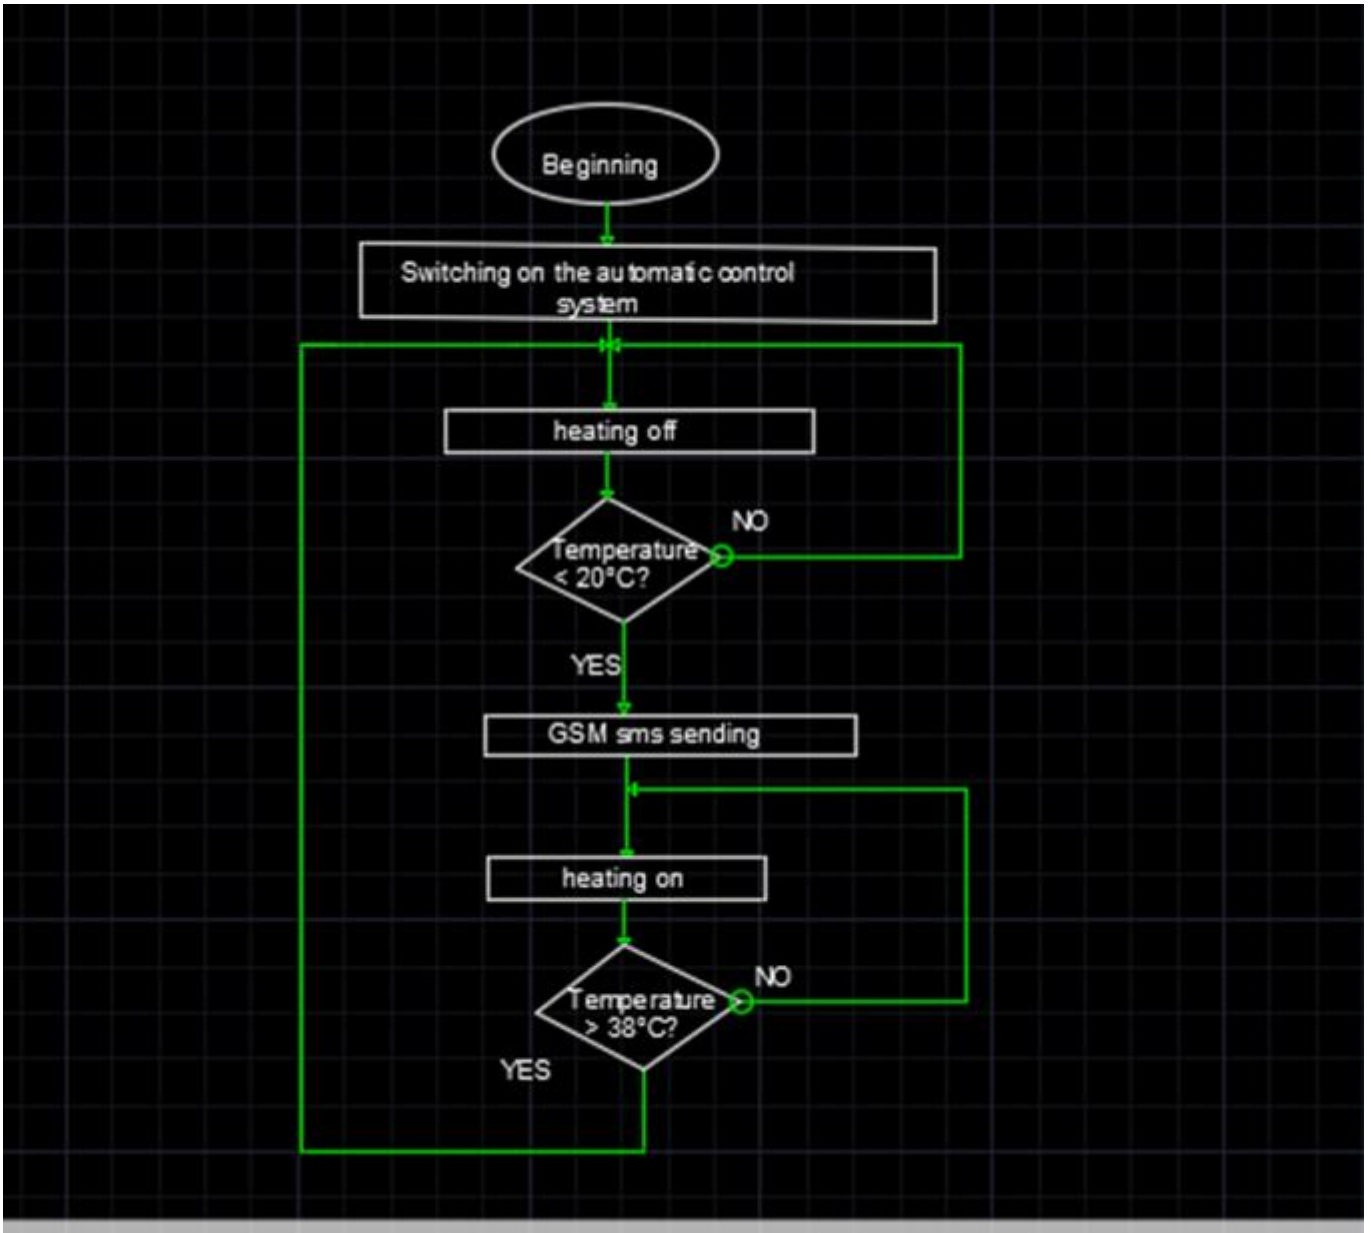 Beginning
Switching on the automatic control
system
heating off
NO
Temperature
< 20°C?
YES
GSM sms sending
heating on
NO
Temperature
> 38°C?
YES